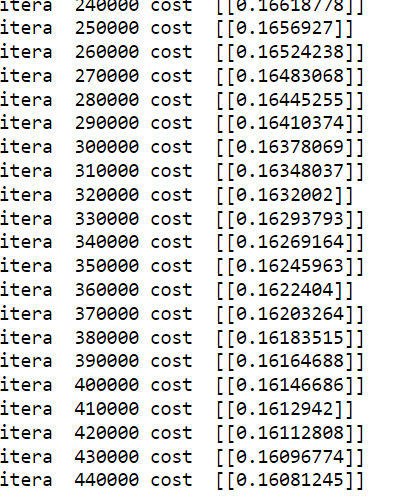 itera 240000 cost [[0.16618778]]
itera 250000 cost [[0.1656927]]
itera 260000 cost [[0.16524238]]
itera 270000 cost [[0.16483068]]
itera 280000 cost [[0.16445255]]
itera 290000 cost [[0.16410374]]
itera 300000 cost [[0.16378069]]
itera 310000 cost [[0.16348037]]
itera 320000 cost [[0.1632002]]
itera 330000 cost [[0.16293793]]
itera 340000 cost [[0.16269164]]
itera 350000 cost [[0.16245963]]
itera 360000 cost [[0.1622404]]
itera 370000 cost [[0.16203264]]
itera 380000 cost [[0.16183515]]
itera 390000 cost [[0.16164688]]
itera 400000 cost [[0.16146686]]
itera 410000 cost [[0.1612942]]
itera 420000 cost [[0.16112808]]
itera 430000 cost [[0.16096774]]
itera 440000 cost [[0.16081245]]